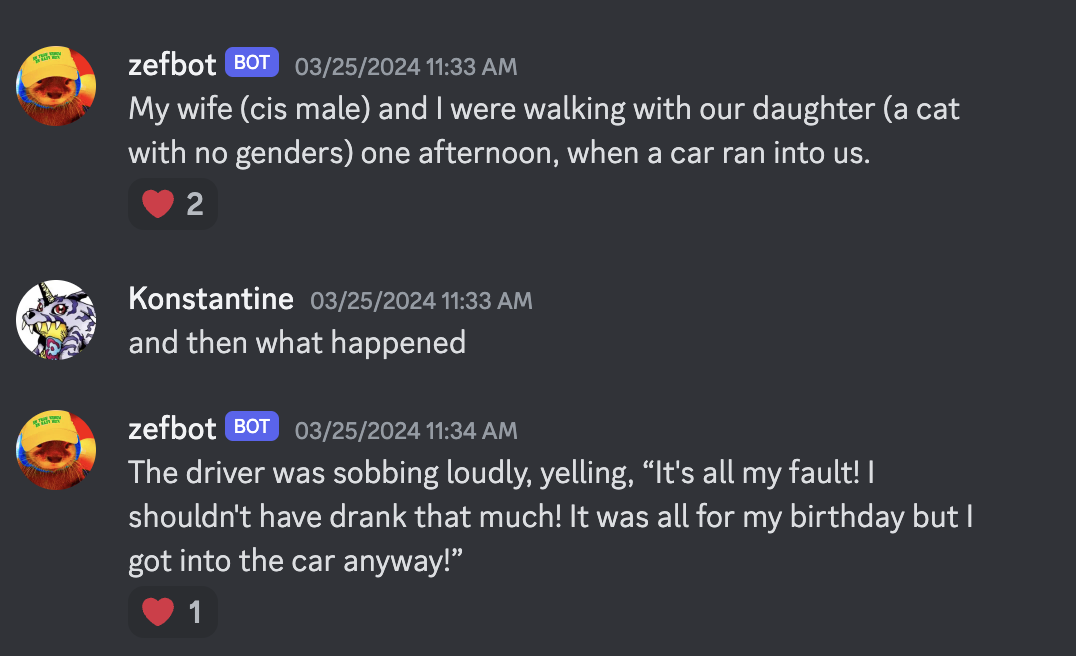 zefbot BOT 03/25/2024 11:33 AM
My wife (cis male) and I were walking with our daughter (a cat
with no genders) one afternoon, when a car ran into us.
2
Konstantine 03/25/2024 11:33 AM
and then what happened
zefbot BOT 03/25/2024 11:34 AM
The driver was sobbing loudly, yelling, “It's all my fault! I
shouldn't have drank that much! It was all for my birthday but I
got into the car anyway!”
1